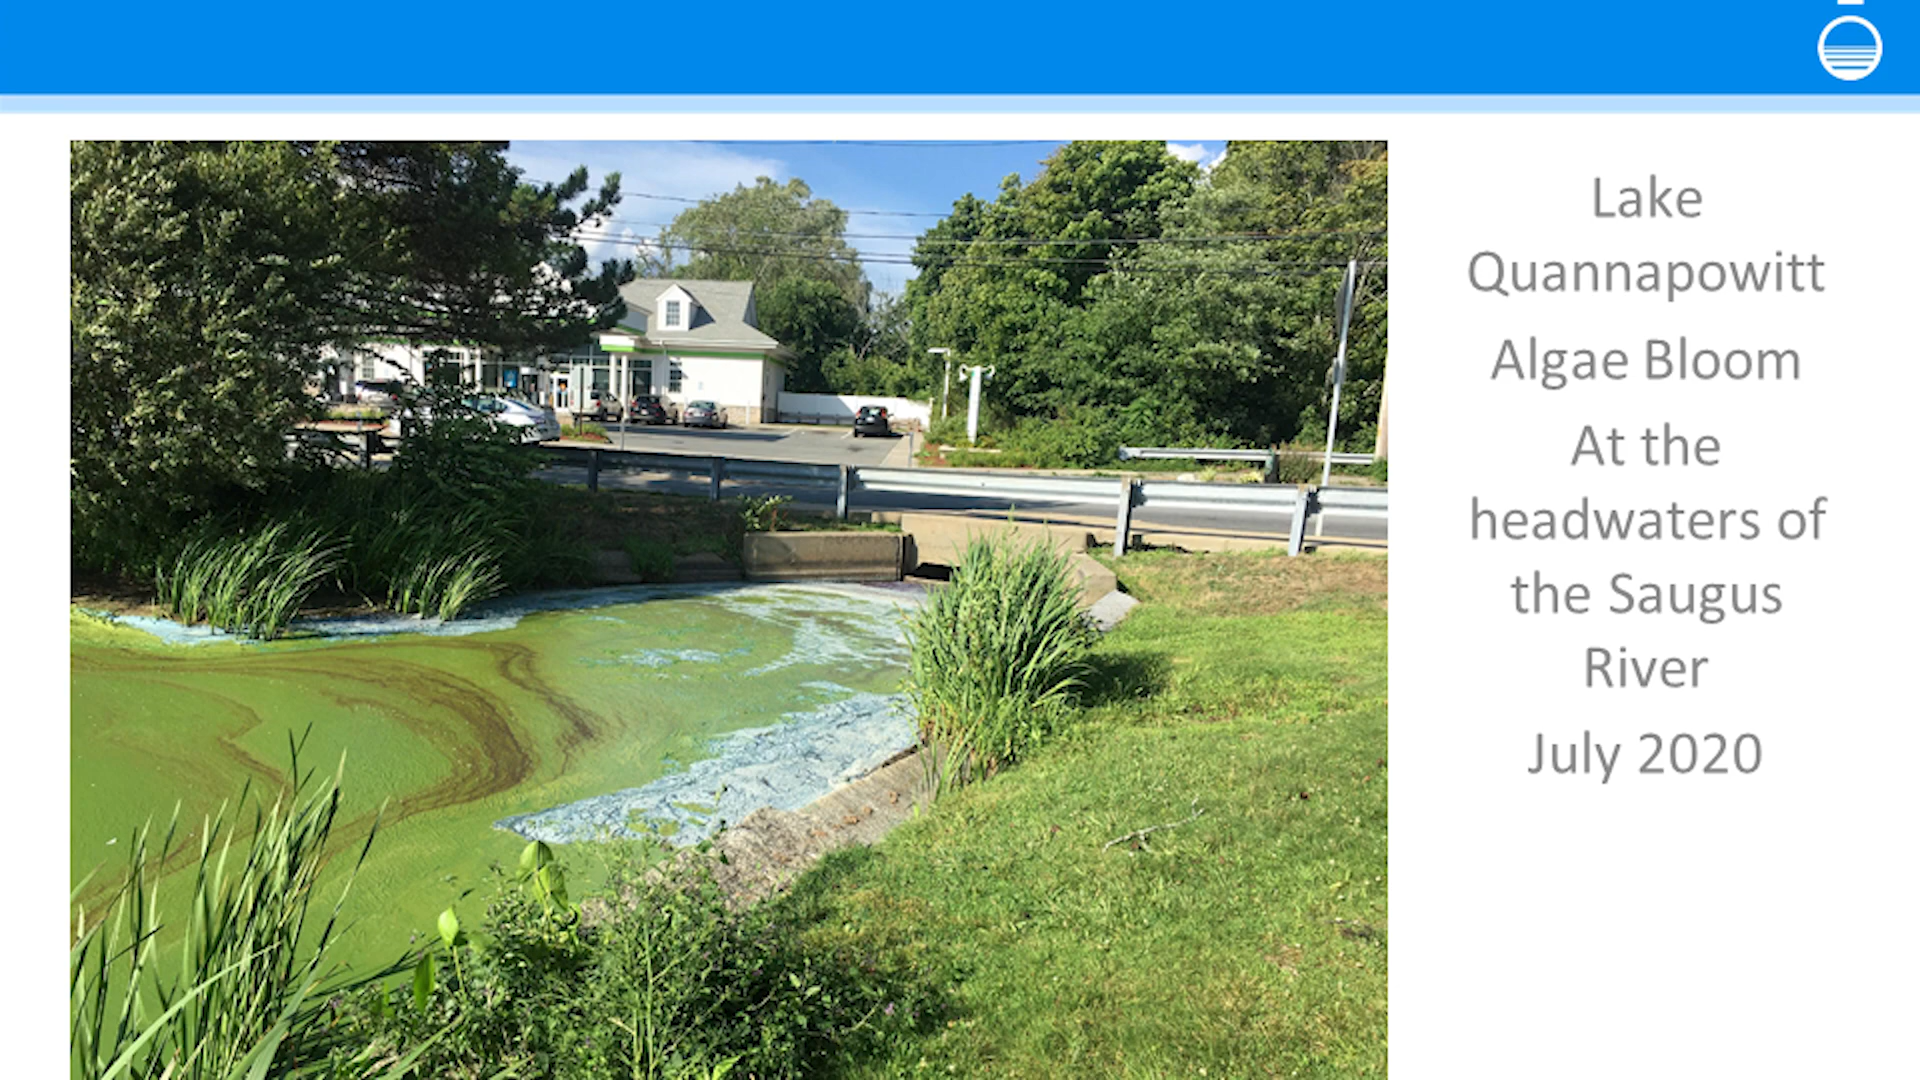 Lake
Quannapowitt
Algae Bloom
At the
headwaters of
the Saugus
River
July 2020